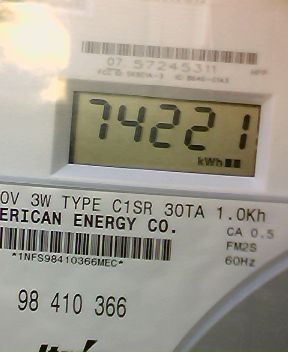 07.57245311
74221
kWh
0V 3W TYPE C1SR 30TA 1.0Kh
ERICAN ENERGY CO.
CA 0.5
FM2S
*1NFS98410366MEC*
60Hz
98 410 366